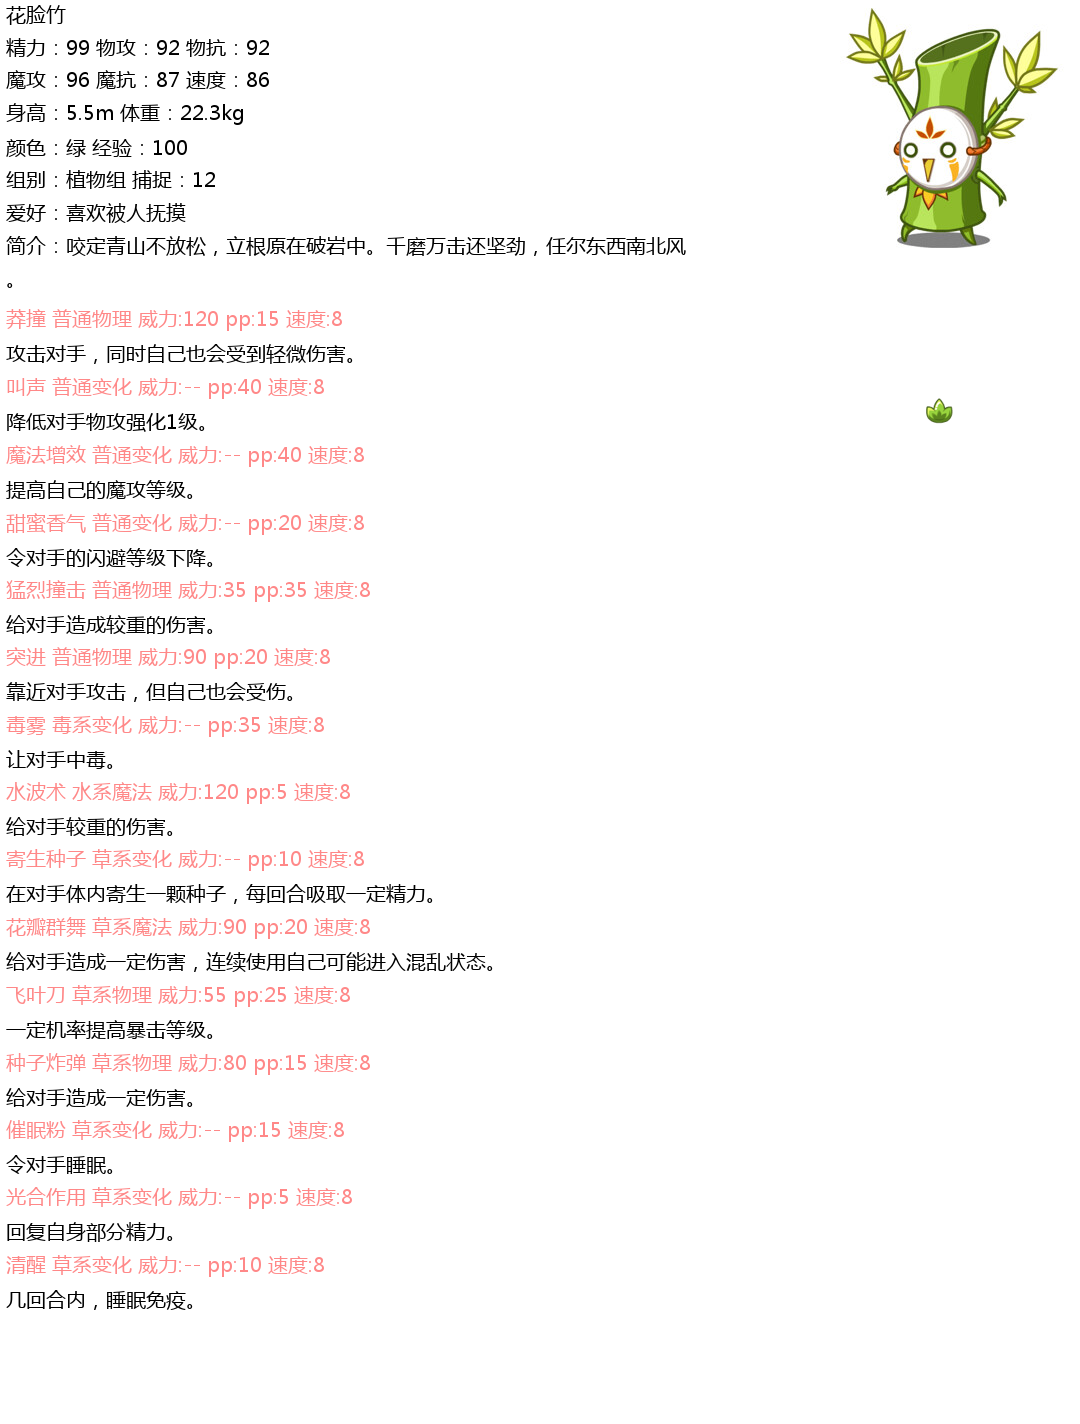 花脸竹
精力：99 物攻：92 物抗：92
魔攻：96 魔抗：87 速度：86
身高：5.5m 体重：22.3kg
颜色：绿 经验：100
组别：植物组 捕捉：12
爱好：喜欢被人抚摸
简介：咬定青山不放松，立根原在破岩中。千磨万击还坚劲，任尔东西南北风
。
莽撞 普通物理 威力:120 pp:15 速度:8
攻击对手，同时自己也会受到轻微伤害。
叫声 普通变化 威力:-- pp:40 速度:8
降低对手物攻强化1级。
魔法增效 普通变化 威力:-- pp:40 速度:8
提高自己的魔攻等级。
甜蜜香气 普通变化 威力:-- pp:20 速度:8
令对手的闪避等级下降。
猛烈撞击 普通物理 威力:35 pp:35 速度:8
给对手造成较重的伤害。
突进 普通物理 威力:90 pp:20 速度:8
靠近对手攻击，但自己也会受伤。
毒雾 毒系变化 威力:-- pp:35 速度:8
让对手中毒。
水波术 水系魔法 威力:120 pp:5 速度:8
给对手较重的伤害。
寄生种子 草系变化 威力:-- pp:10 速度:8
在对手体内寄生一颗种子，每回合吸取一定精力。
花瓣群舞 草系魔法 威力:90 pp:20 速度:8
给对手造成一定伤害，连续使用自己可能进入混乱状态。
飞叶刀 草系物理 威力:55 pp:25 速度:8
一定机率提高暴击等级。
种子炸弹 草系物理 威力:80 pp:15 速度:8
给对手造成一定伤害。
催眠粉 草系变化 威力:-- pp:15 速度:8
令对手睡眠。
光合作用 草系变化 威力:-- pp:5 速度:8
回复自身部分精力。
清醒 草系变化 威力:-- pp:10 速度:8
几回合内，睡眠免疫。